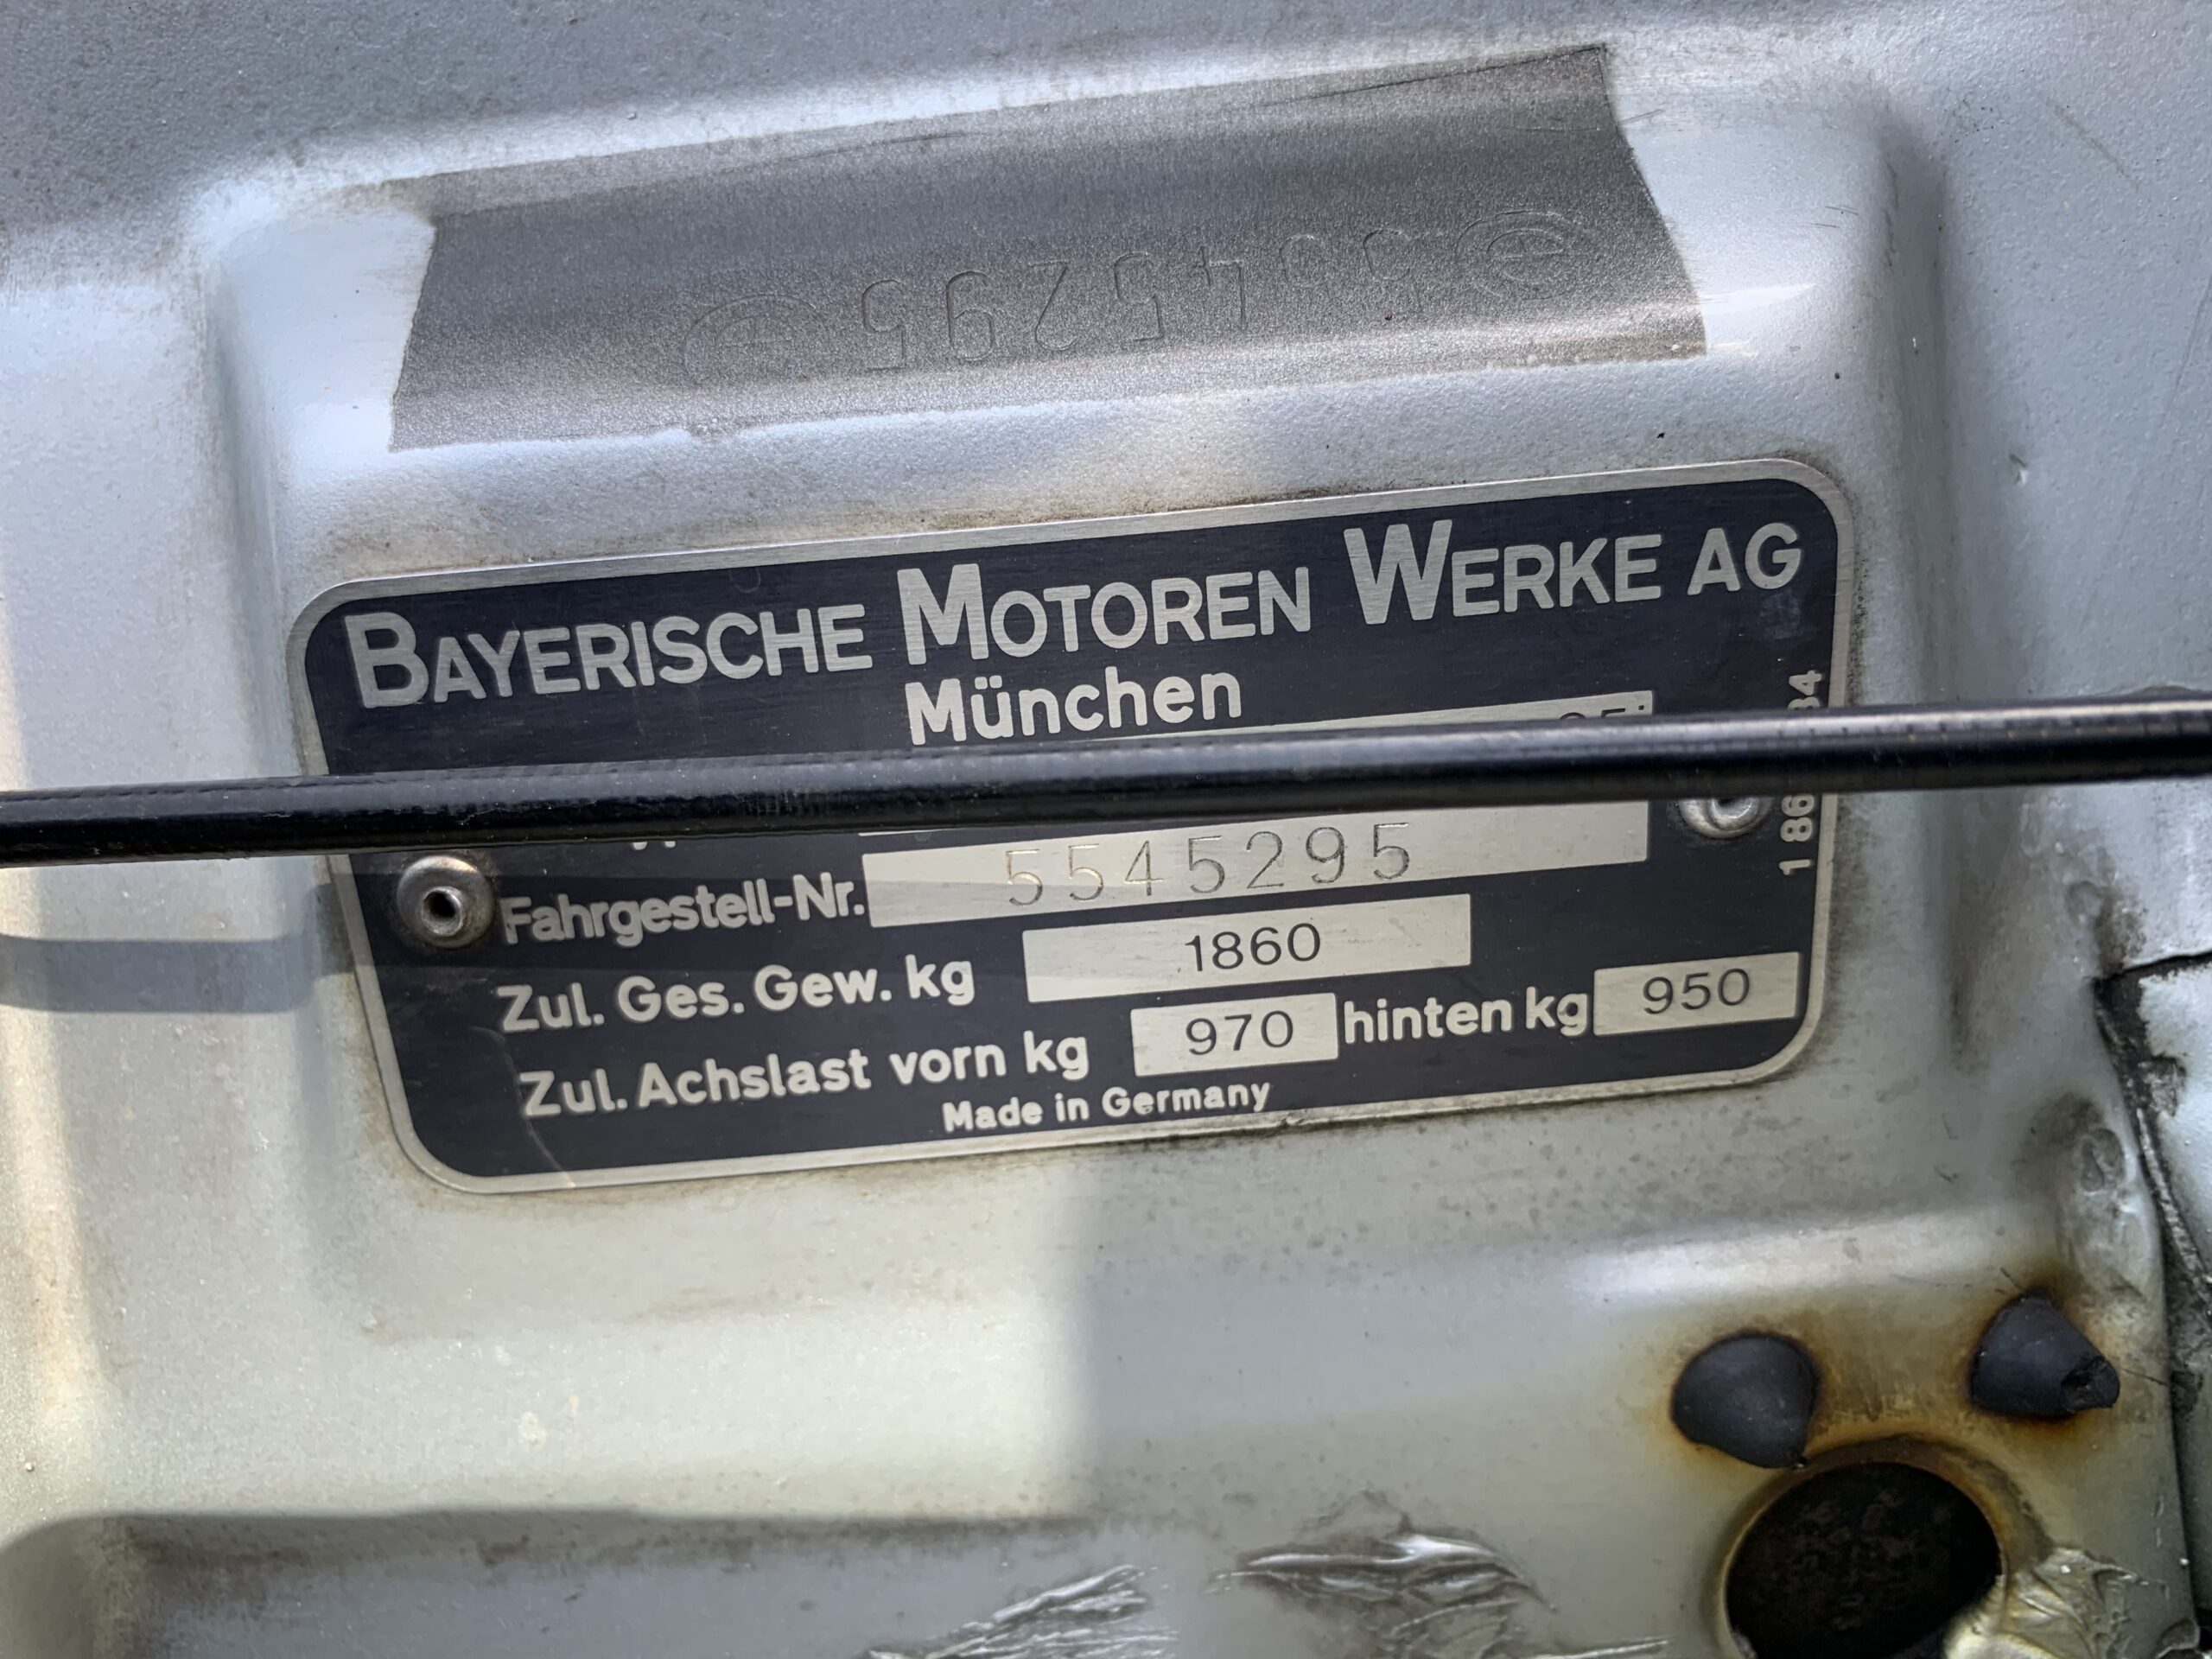 5545295
BAYERISCHE MOTOREN WERKE AG
München
Fahrgestell-Nr. 5545295
Zul. Ges. Gew. kg 1860
Zul. Achslast vorn kg 970 hinten kg 950
Made in Germany